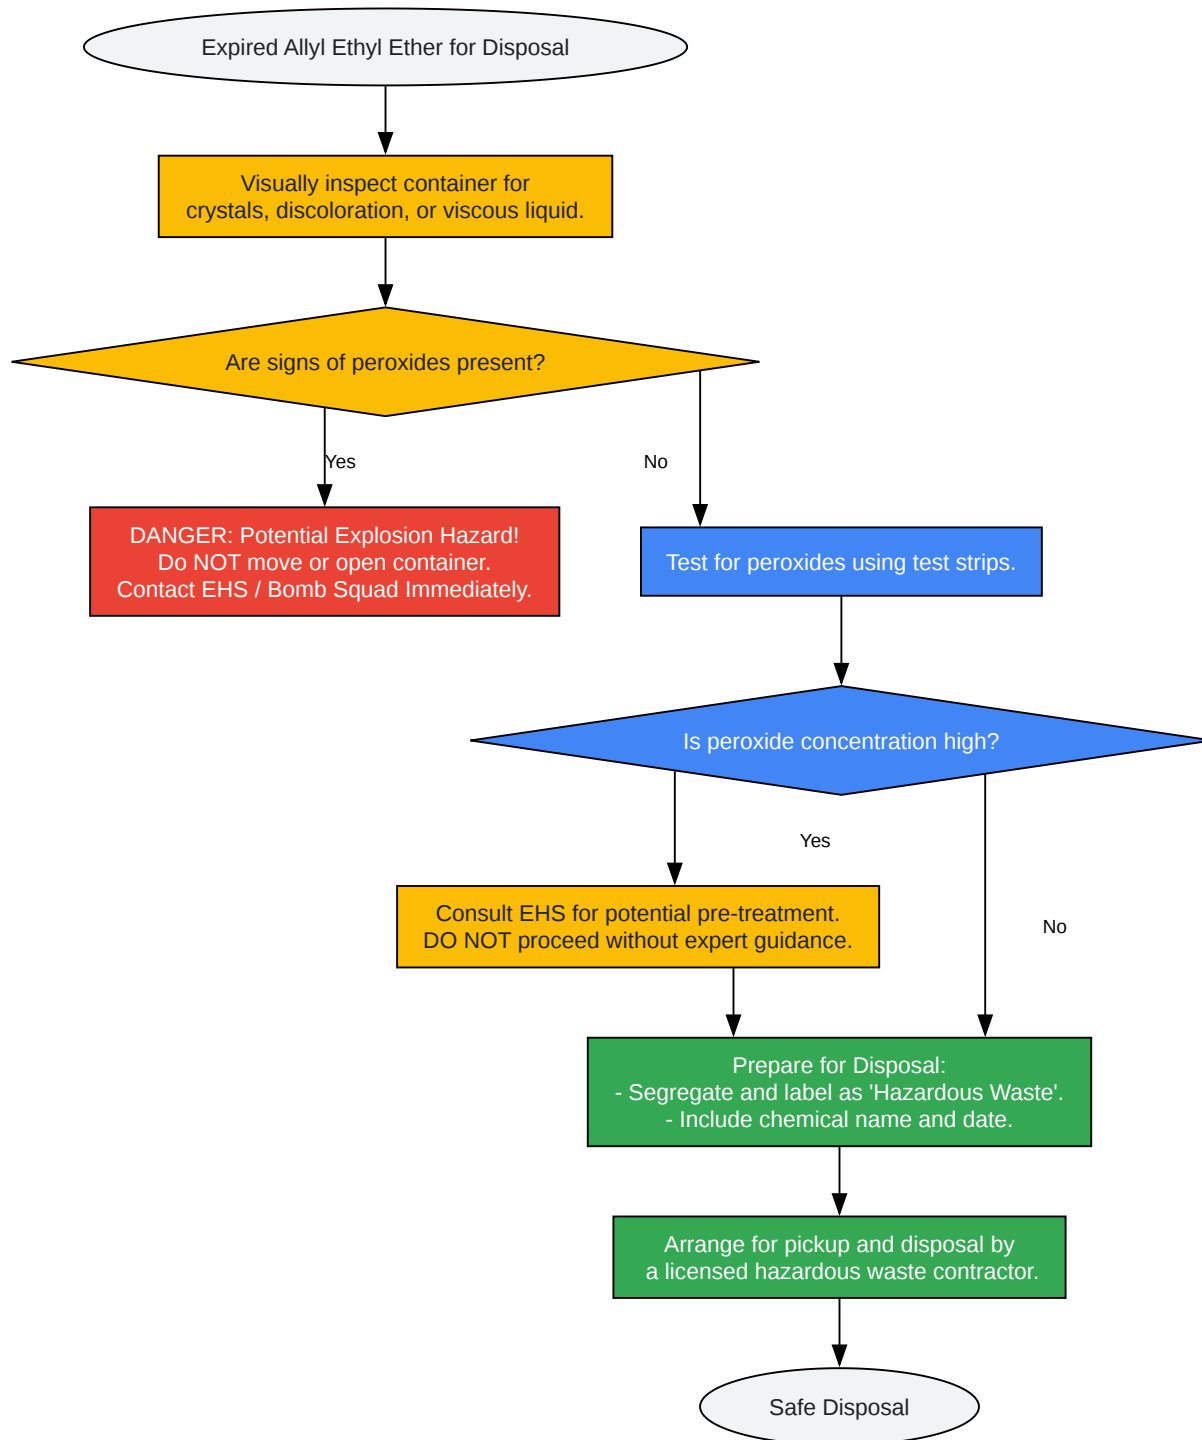 Expired Allyl Ethyl Ether for Disposal
Visually inspect container for
crystals, discoloration, or viscous liquid.
Are signs of peroxides present?
Yes
No
DANGER: Potential Explosion Hazard!
Do NOT move or open container.
Contact EHS / Bomb Squad Immediately.
Test for peroxides using test strips.
Is peroxide concentration high?
Yes
No
Consult EHS for potential pre-treatment.
DO NOT proceed without expert guidance.
Prepare for Disposal:
- Segregate and label as 'Hazardous Waste'.
- Include chemical name and date.
Arrange for pickup and disposal by
a licensed hazardous waste contractor.
Safe Disposal